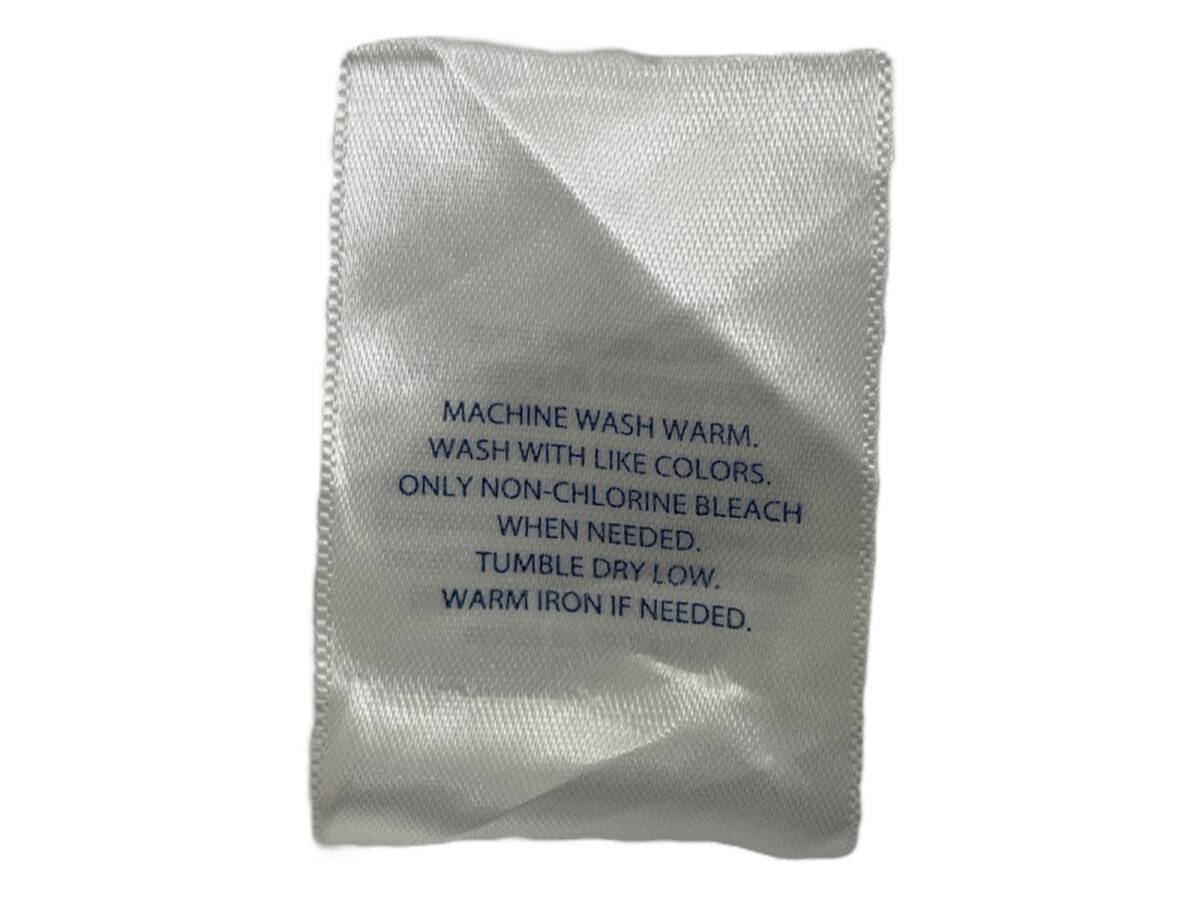 MACHINE WASH WARM.
WASH WITH LIKE COLORS.
ONLY NON-CHLORINE BLEACH
WHEN NEEDED.
TUMBLE DRY LOW.
WARM IRON IF NEEDED.